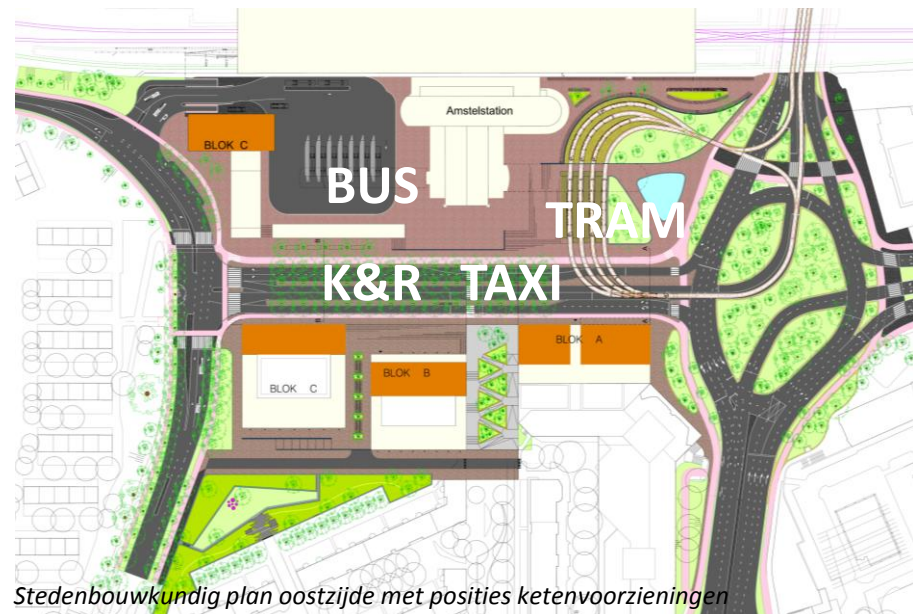 Amstelstation
BLOK C
BUS
TRAM
K&R TAXI
BLOK A
BLOK B
BLOK C
Stedenbouwkundig plan oostzijde met posities ketenvoorzieningen